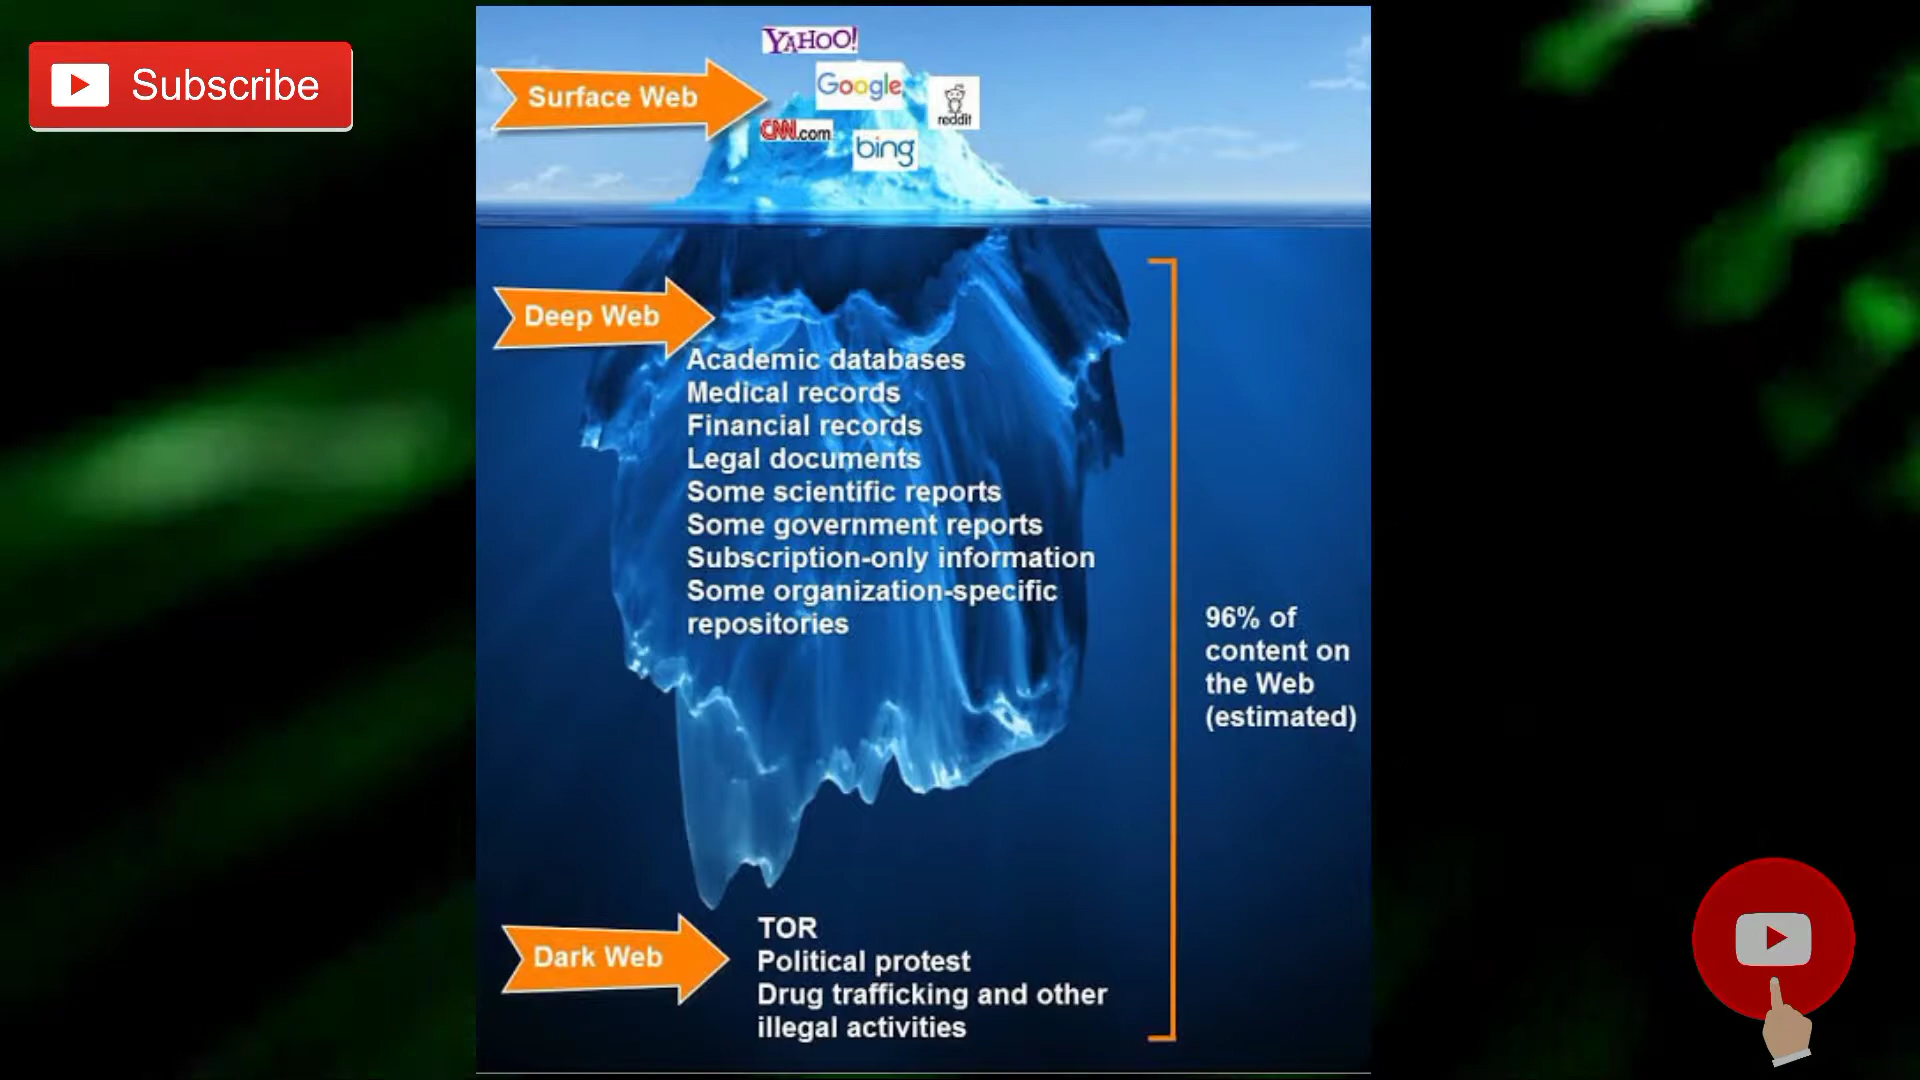 Subscribe
YAHOO!
Surface Web
Google
reddit
CNN.com
bing
Deep Web
Academic databases
Medical records
Financial records
Legal documents
Some scientific reports
Some government reports
Subscription-only information
Some organization-specific
repositories
96% of
content on
the Web
(estimated)
Dark Web
TOR
Political protest
Drug trafficking and other
illegal activities